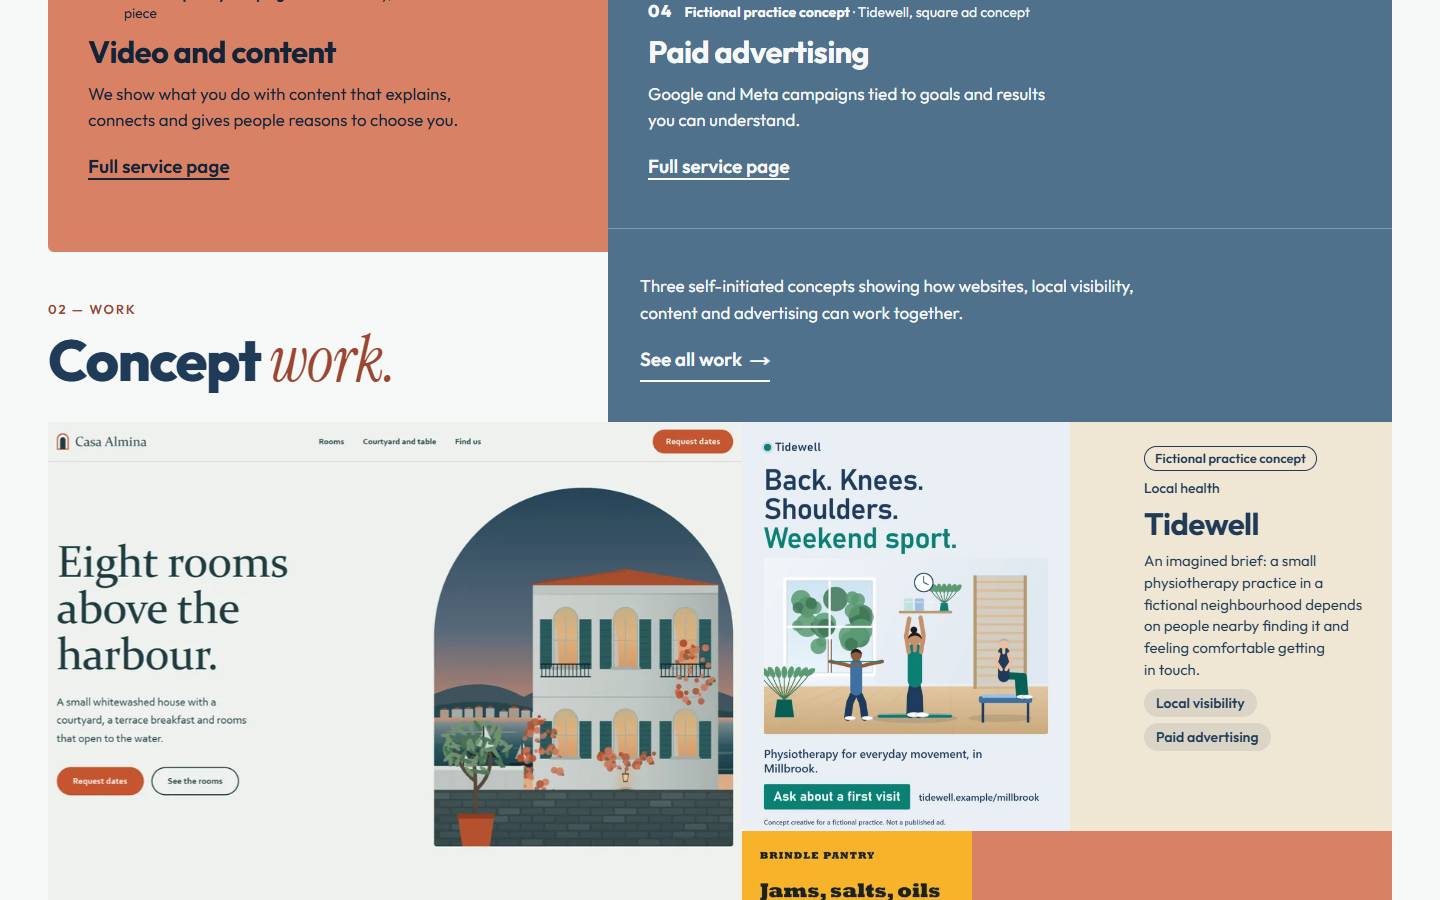 piece
Video and content
We show what you do with content that explains,
connects and gives people reasons to choose you.
Full service page
04 Fictional practice concept · Tidewell, square ad concept
Paid advertising
Google and Meta campaigns tied to goals and results
you can understand.
Full service page
02 — WORK
Concept work.
Three self-initiated concepts showing how websites, local visibility,
content and advertising can work together.
See all work →
Casa Almina
Rooms
Courtyard and table
Find us
Request dates
Eight rooms
above the
harbour.
A small whitewashed house with a
courtyard, a terrace breakfast and rooms
that open to the water.
Request dates
See the rooms
Tidewell
Back. Knees.
Shoulders.
Weekend sport.
Physiotherapy for everyday movement, in
Millbrook.
Ask about a first visit
tidewell.example/millbrook
Concept creative for a fictional practice. Not a published ad.
Fictional practice concept
Local health
Tidewell
An imagined brief: a small
physiotherapy practice in a
fictional neighbourhood depends
on people nearby finding it and
feeling comfortable getting
in touch.
Local visibility
Paid advertising
BRINDLE PANTRY
Jams, salts, oils